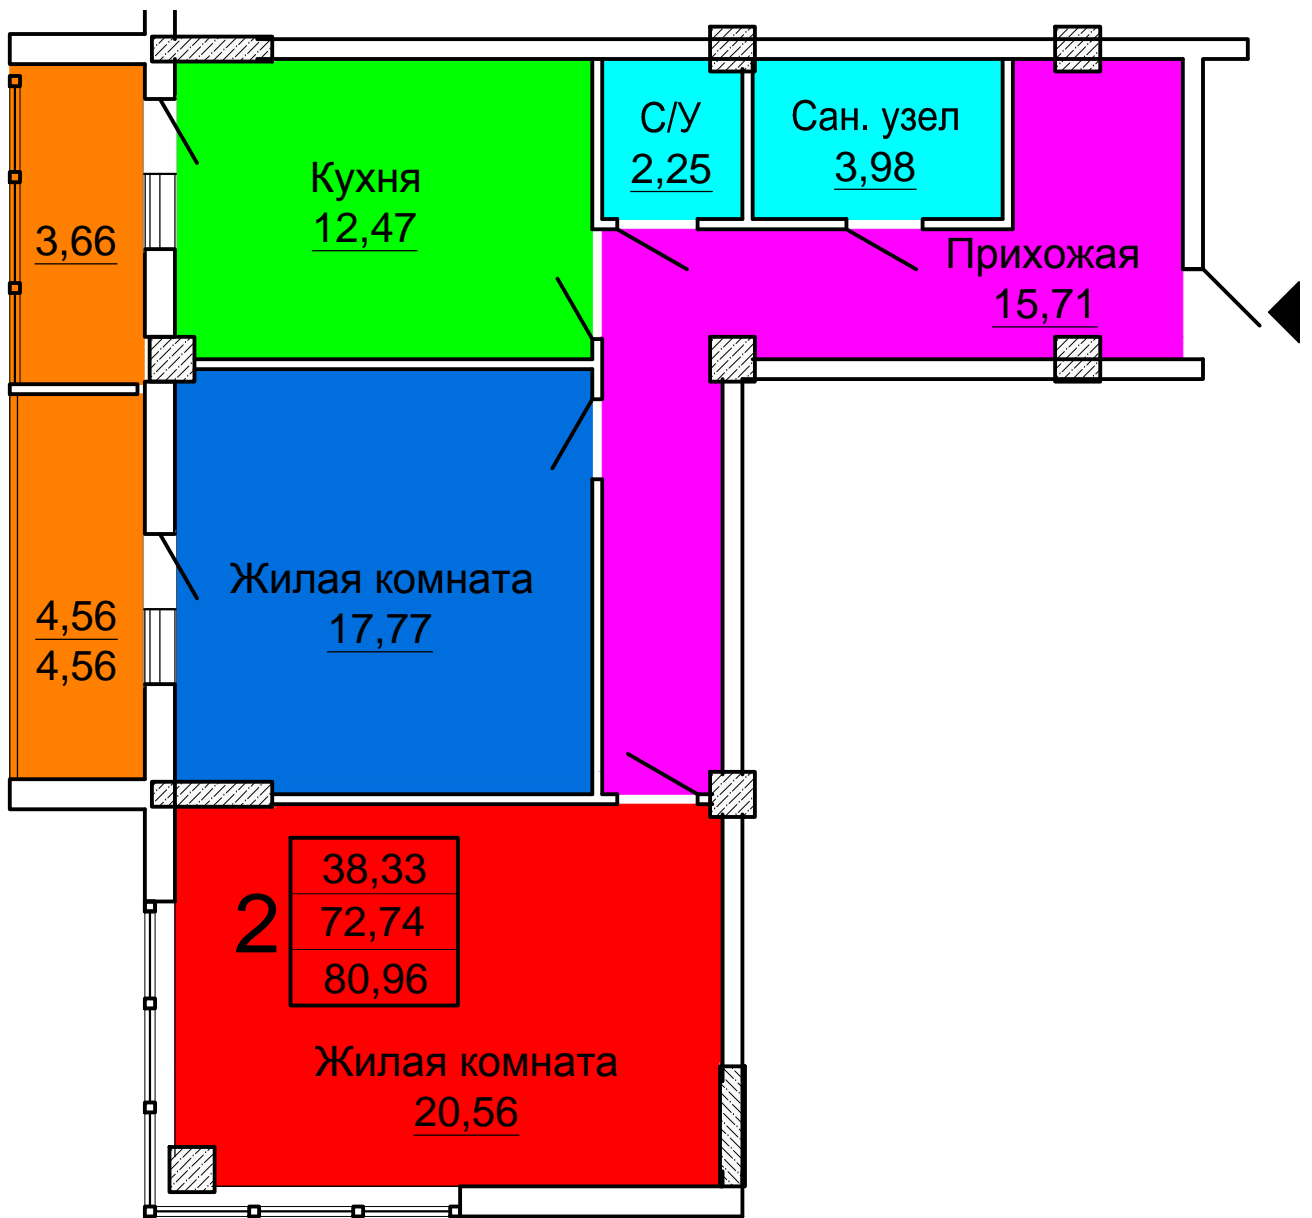 С/У
2,25
Сан. узел
3,98
Кухня
12,47
3,66
Прихожая
15,71
Жилая комната
17,77
4,56
4,56
2
38,33
72,74
80,96
Жилая комната
20,56